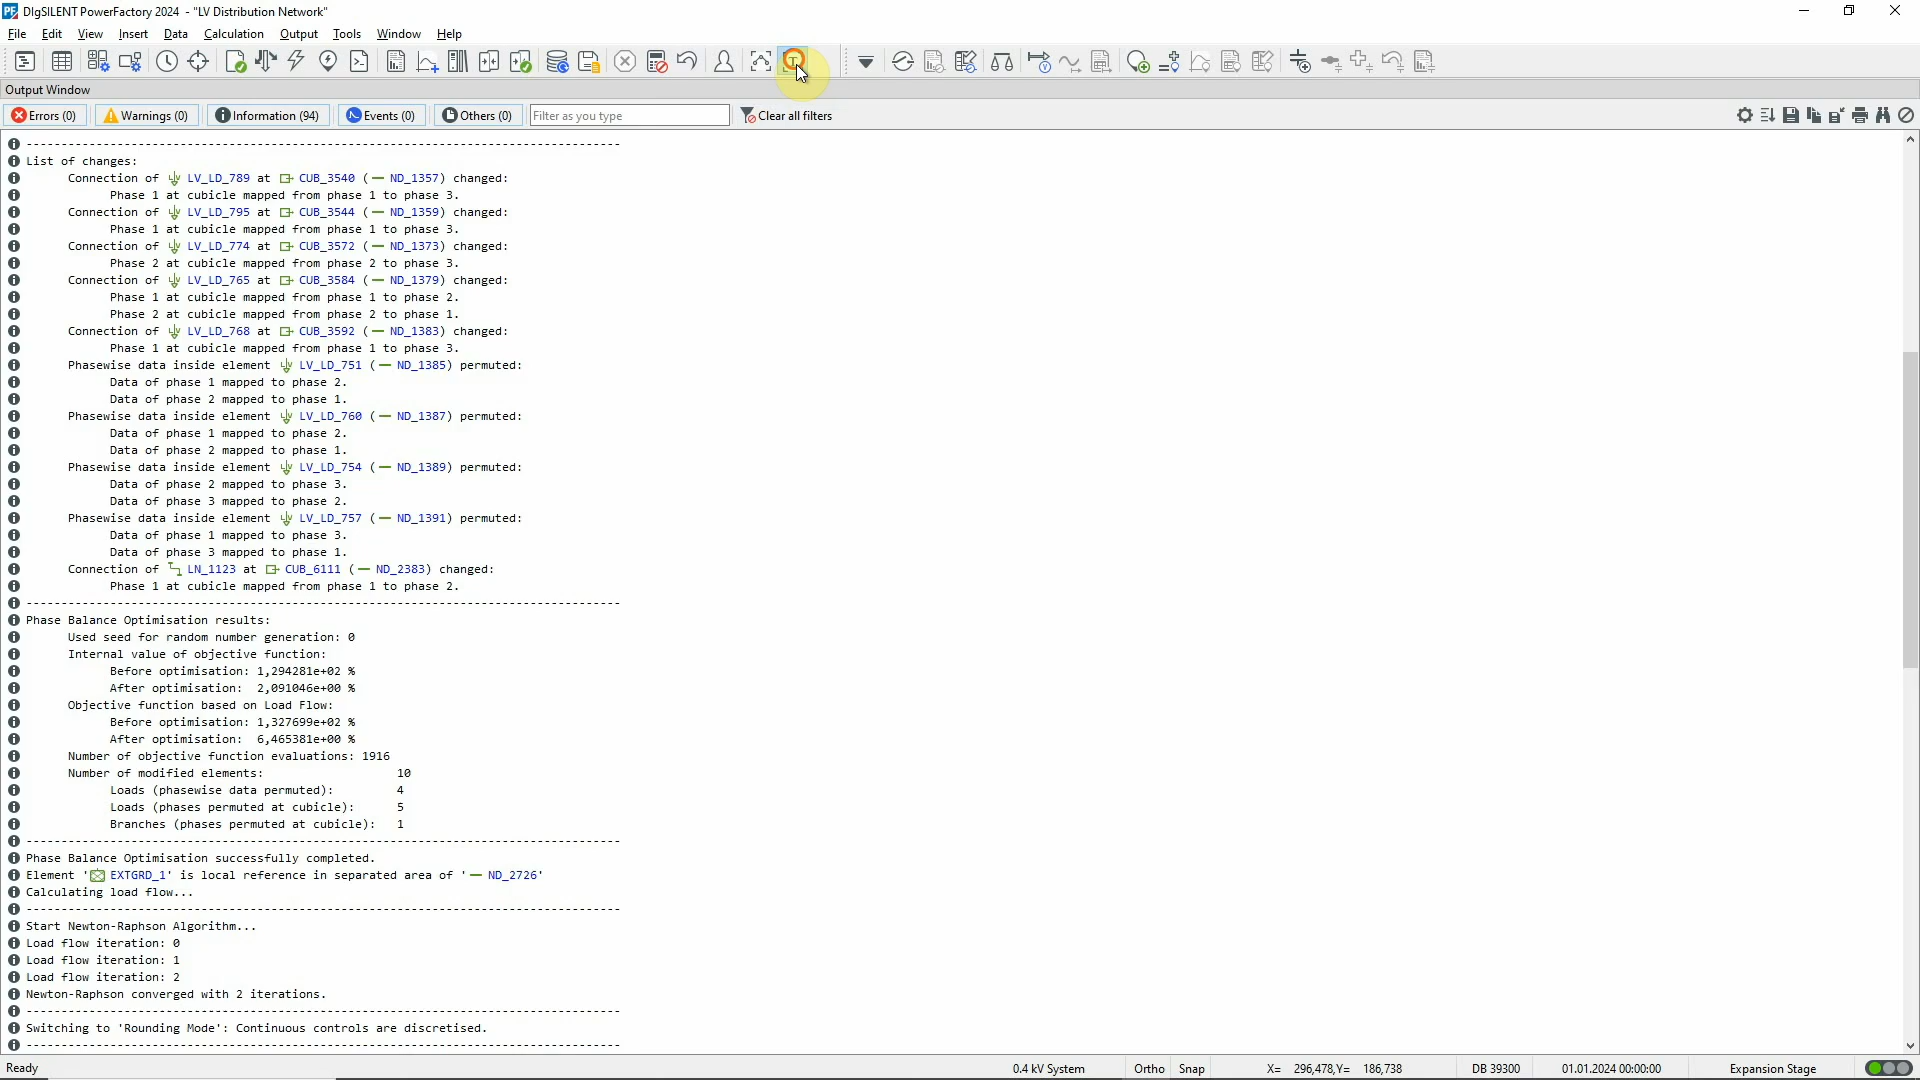 DIgSILENT PowerFactory 2024 - "LV Distribution Network"
File Edit View Insert Data Calculation Output Tools Window Help
Output Window
Errors (0) Warnings (0) Information (94) Events (0) Others (0) Filter as you type Clear all filters
--------------------------------------------------------------------------------
List of changes:
Connection of LV_LD_789 at CUB_3540 (— ND_1357) changed:
Phase 1 at cubicle mapped from phase 1 to phase 3.
Connection of LV_LD_795 at CUB_3544 (— ND_1359) changed:
Phase 1 at cubicle mapped from phase 1 to phase 3.
Connection of LV_LD_774 at CUB_3572 (— ND_1373) changed:
Phase 2 at cubicle mapped from phase 2 to phase 3.
Connection of LV_LD_765 at CUB_3584 (— ND_1379) changed:
Phase 1 at cubicle mapped from phase 1 to phase 2.
Phase 2 at cubicle mapped from phase 2 to phase 1.
Connection of LV_LD_768 at CUB_3592 (— ND_1383) changed:
Phase 1 at cubicle mapped from phase 1 to phase 3.
Phasewise data inside element LV_LD_751 (— ND_1385) permuted:
Data of phase 1 mapped to phase 2.
Data of phase 2 mapped to phase 1.
Phasewise data inside element LV_LD_760 (— ND_1387) permuted:
Data of phase 1 mapped to phase 2.
Data of phase 2 mapped to phase 1.
Phasewise data inside element LV_LD_754 (— ND_1389) permuted:
Data of phase 2 mapped to phase 3.
Data of phase 3 mapped to phase 2.
Phasewise data inside element LV_LD_757 (— ND_1391) permuted:
Data of phase 1 mapped to phase 3.
Data of phase 3 mapped to phase 1.
Connection of LN_1123 at CUB_6111 (— ND_2383) changed:
Phase 1 at cubicle mapped from phase 1 to phase 2.
--------------------------------------------------------------------------------
Phase Balance Optimisation results:
Used seed for random number generation: 0
Internal value of objective function:
Before optimisation: 1,294281e+02 %
After optimisation: 2,091046e+00 %
Objective function based on Load Flow:
Before optimisation: 1,327699e+02 %
After optimisation: 6,465381e+00 %
Number of objective function evaluations: 1916
Number of modified elements: 10
Loads (phasewise data permuted): 4
Loads (phases permuted at cubicle): 5
Branches (phases permuted at cubicle): 1
--------------------------------------------------------------------------------
Phase Balance Optimisation successfully completed.
Element 'EXTGRD_1' is local reference in separated area of '— ND_2726'
Calculating load flow...
--------------------------------------------------------------------------------
Start Newton-Raphson Algorithm...
Load flow iteration: 0
Load flow iteration: 1
Load flow iteration: 2
Newton-Raphson converged with 2 iterations.
--------------------------------------------------------------------------------
Switching to 'Rounding Mode': Continuous controls are discretised.
--------------------------------------------------------------------------------
Ready 0.4 kV System Ortho Snap X= 296,478,Y= 186,738 DB 39300 01.01.2024 00:00:00 Expansion Stage